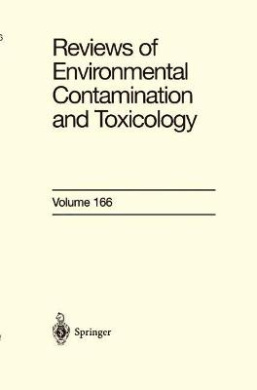 Reviews of
Environmental
Contamination
and Toxicology
Volume 166
Springer